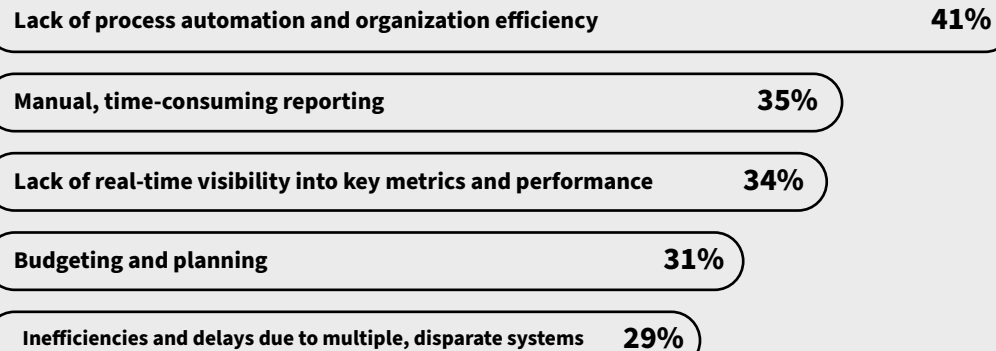 Lack of process automation and organization efficiency 41%
Manual, time-consuming reporting 35%
Lack of real-time visibility into key metrics and performance 34%
Budgeting and planning 31%
Inefficiencies and delays due to multiple, disparate systems 29%